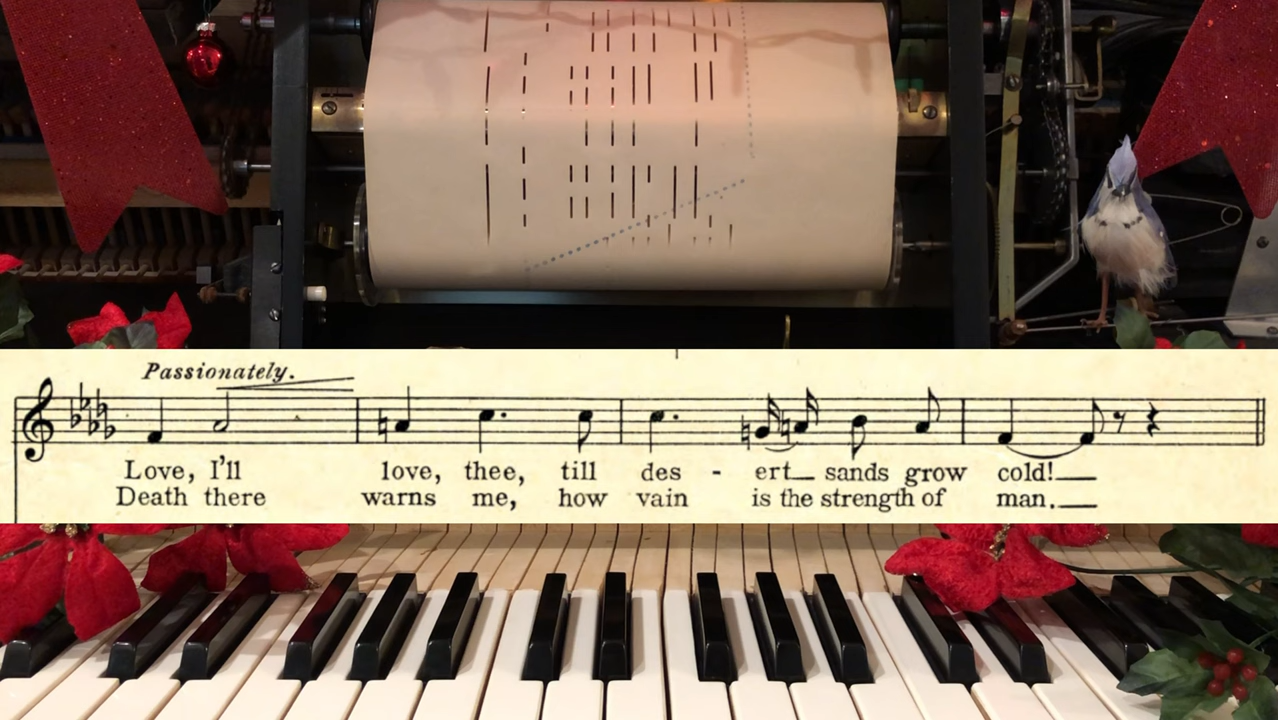 Passionately.
Love, I'll love, thee, till des - ert sands grow cold!
Death there warns me, how vain is the strength of man.